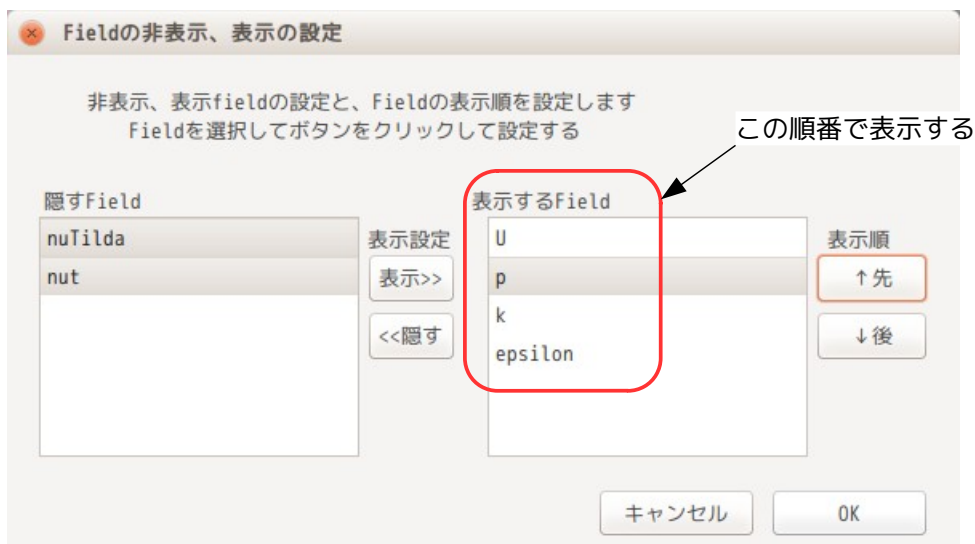 Fieldの非表示、表示の設定
非表示、表示fieldの設定と、Fieldの表示順を設定します
Fieldを選択してボタンをクリックして設定する
この順番で表示する
隠すField
表示するField
nuTilda
nut
表示設定
表示>>
<<隠す
U
p
k
epsilon
表示順
↑先
↓後
キャンセル
OK